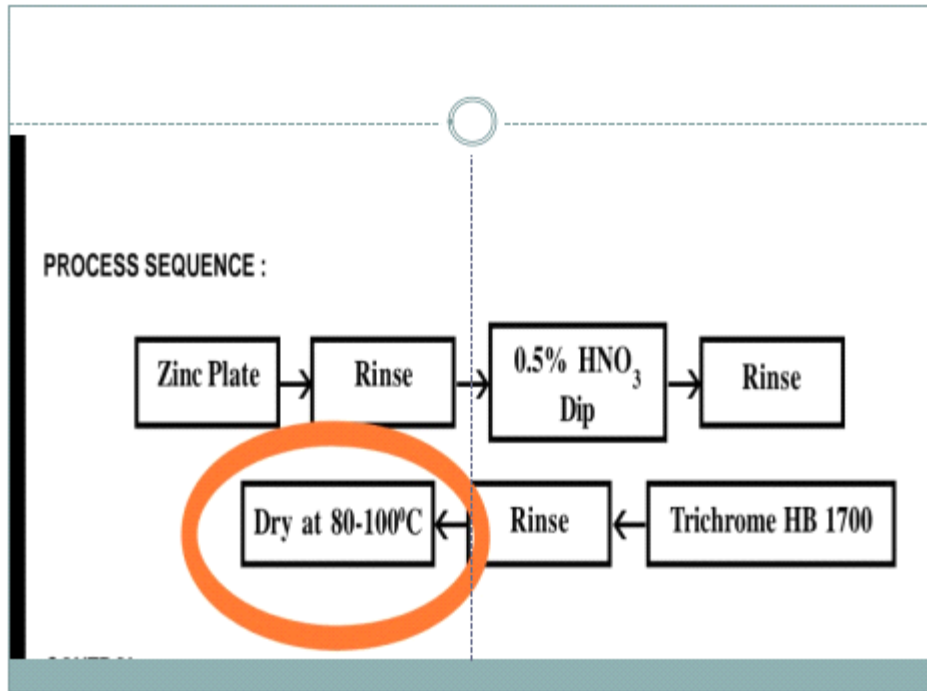 PROCESS SEQUENCE :
Zinc Plate
Rinse
0.5% HNO₃
Dip
Rinse
Trichrome HB 1700
Rinse
Dry at 80-100⁰C